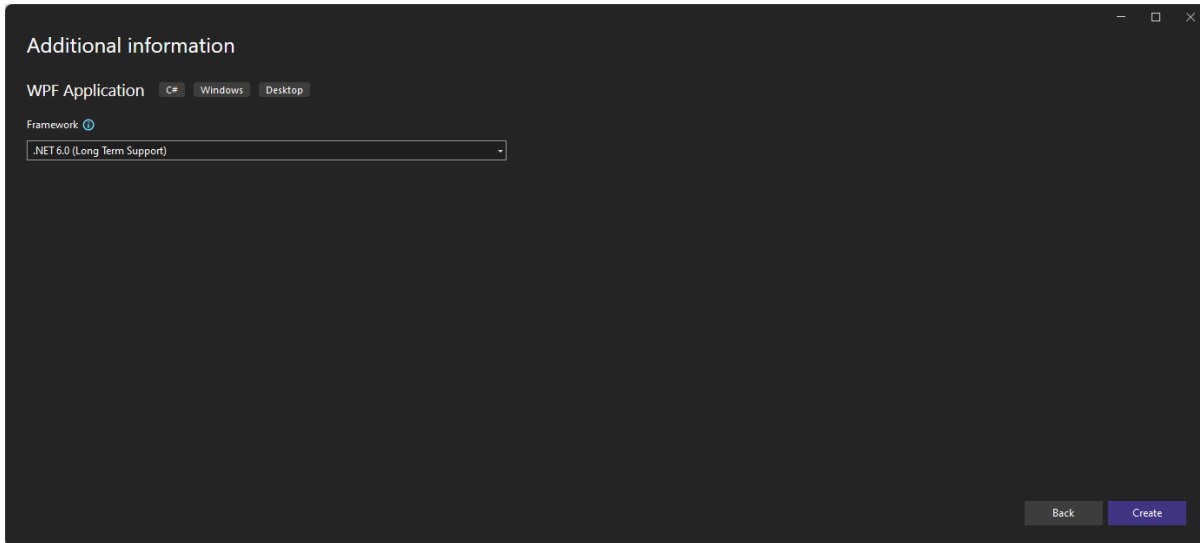 Additional information
WPF Application C# Windows Desktop
Framework
.NET 6.0 (Long Term Support)
Back Create